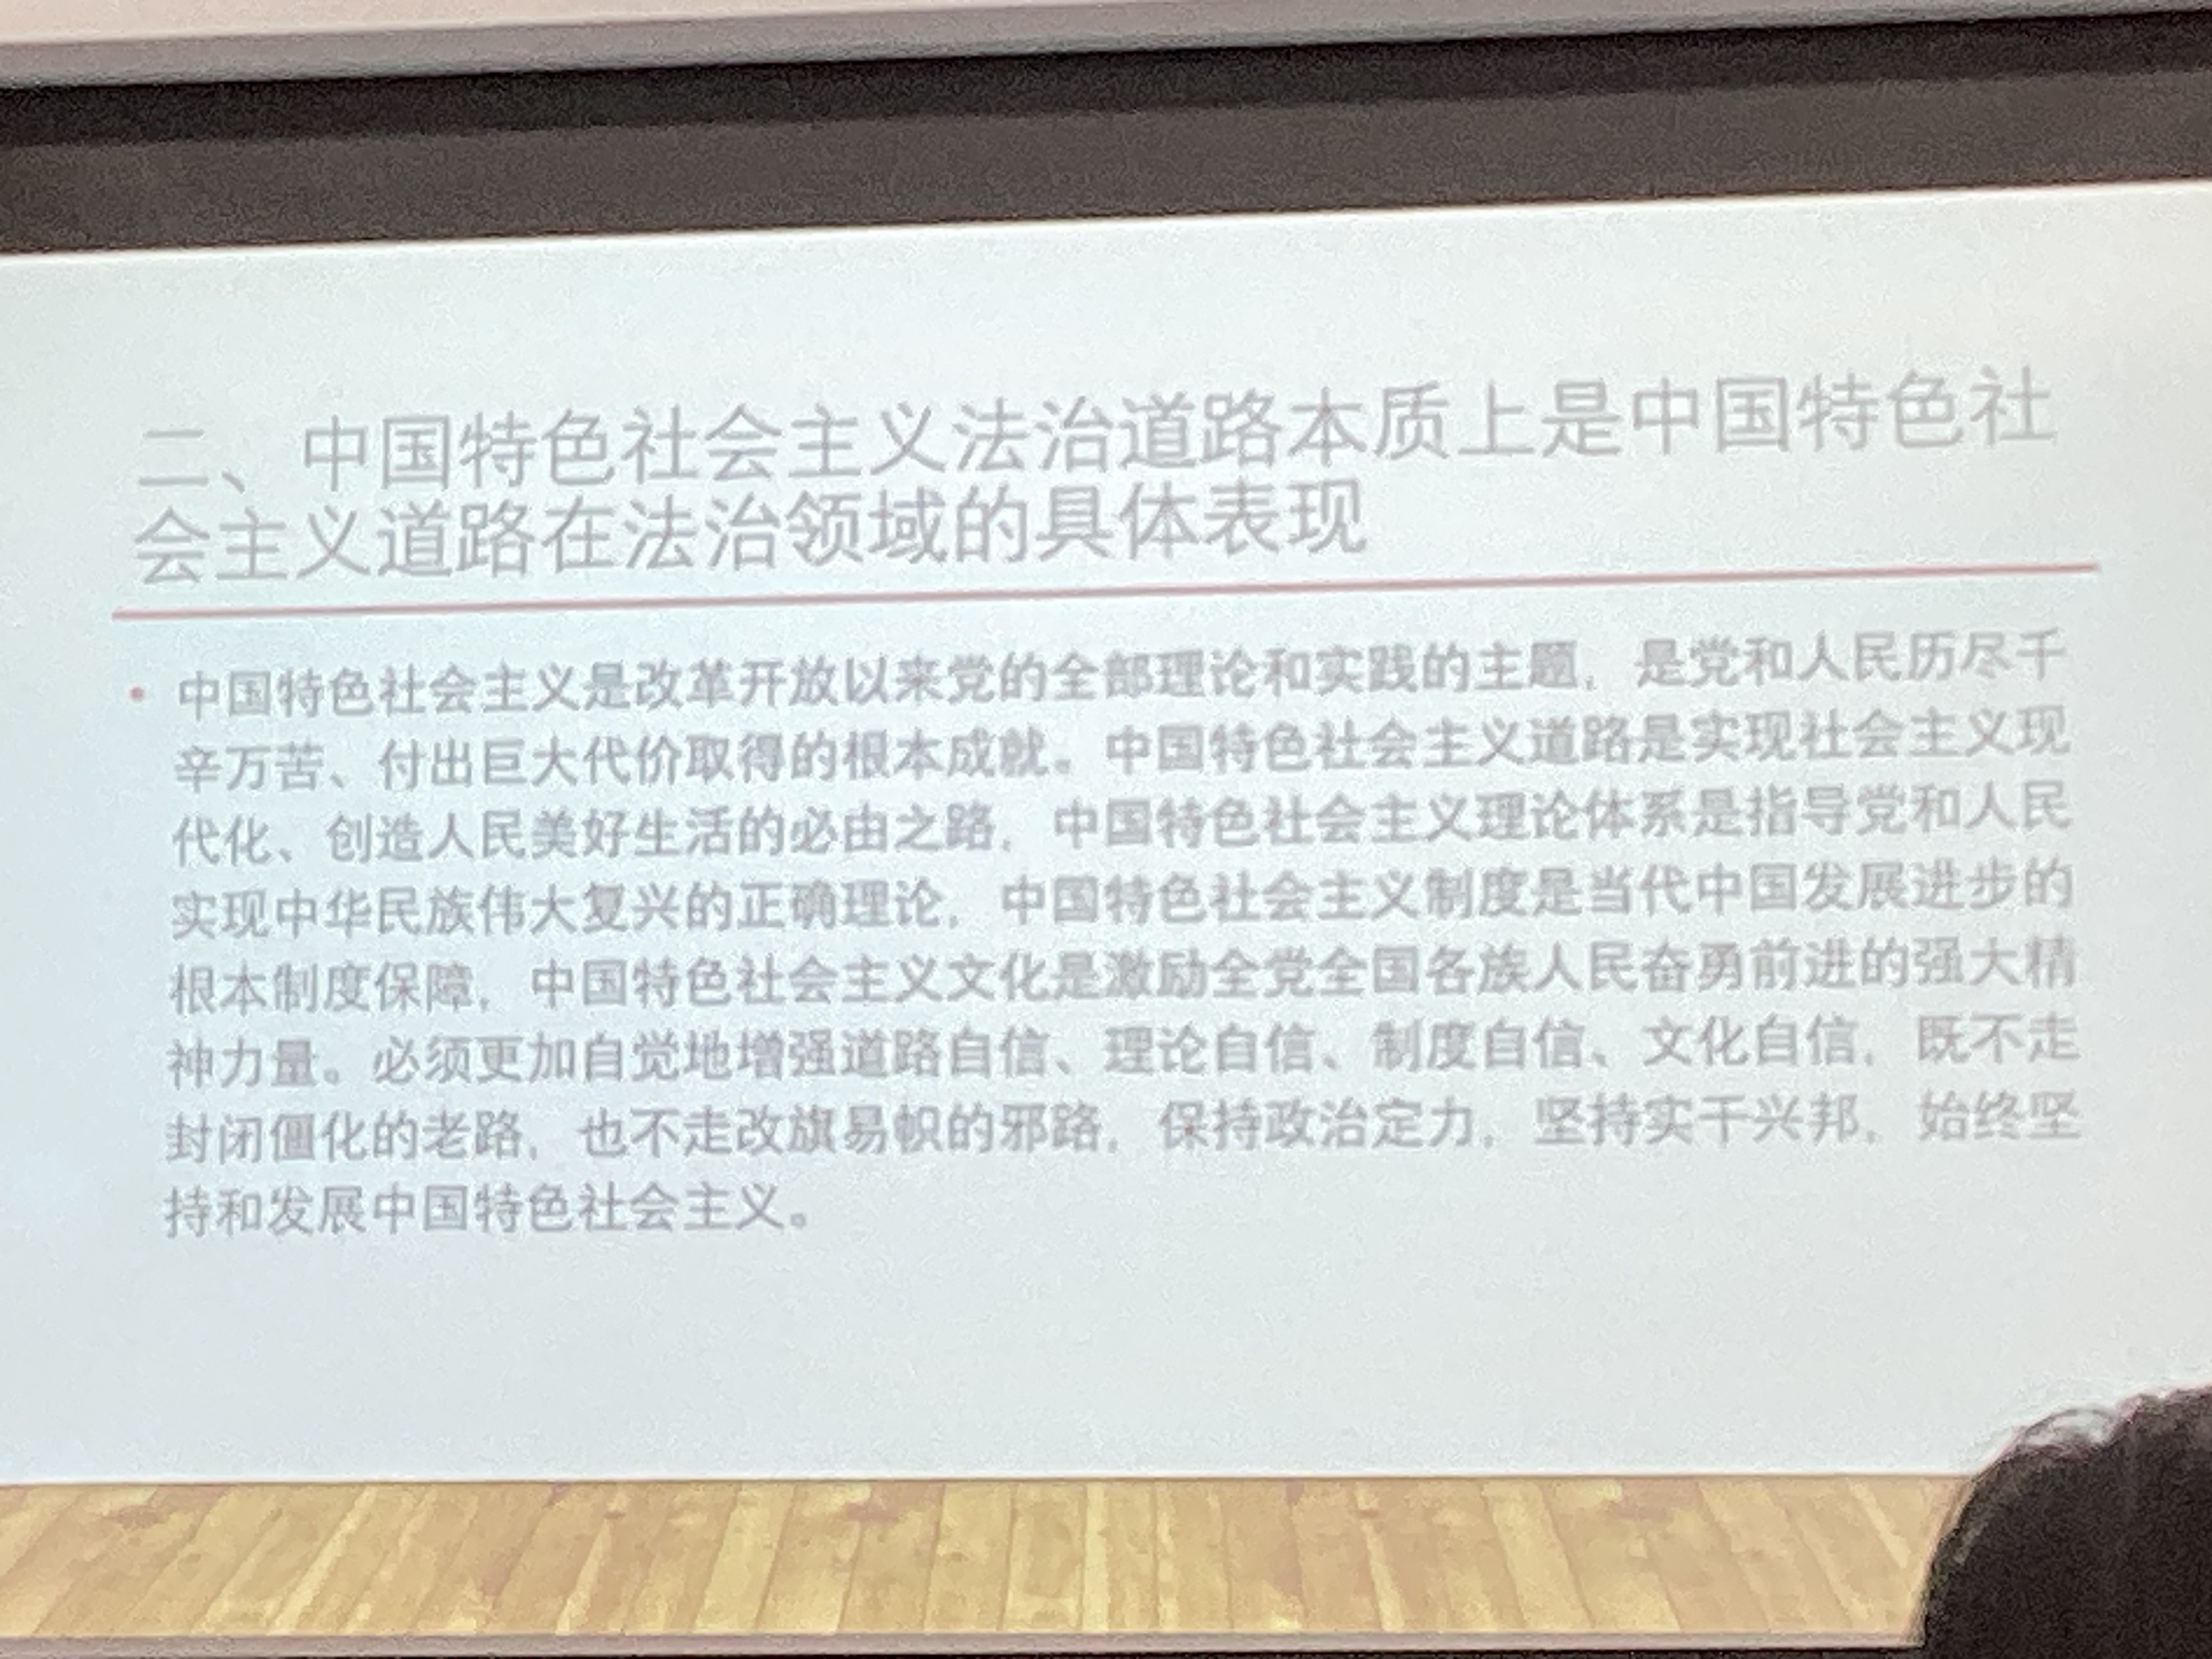 二、中国特色社会主义法治道路本质上是中国特色社
会主义道路在法治领域的具体表现
• 中国特色社会主义是改革开放以来党的全部理论和实践的主题，是党和人民历尽千
辛万苦、付出巨大代价取得的根本成就。中国特色社会主义道路是实现社会主义现
代化、创造人民美好生活的必由之路，中国特色社会主义理论体系是指导党和人民
实现中华民族伟大复兴的正确理论，中国特色社会主义制度是当代中国发展进步的
根本制度保障，中国特色社会主义文化是激励全党全国各族人民奋勇前进的强大精
神力量。必须更加自觉地增强道路自信、理论自信、制度自信、文化自信，既不走
封闭僵化的老路，也不走改旗易帜的邪路，保持政治定力，坚持实干兴邦，始终坚
持和发展中国特色社会主义。